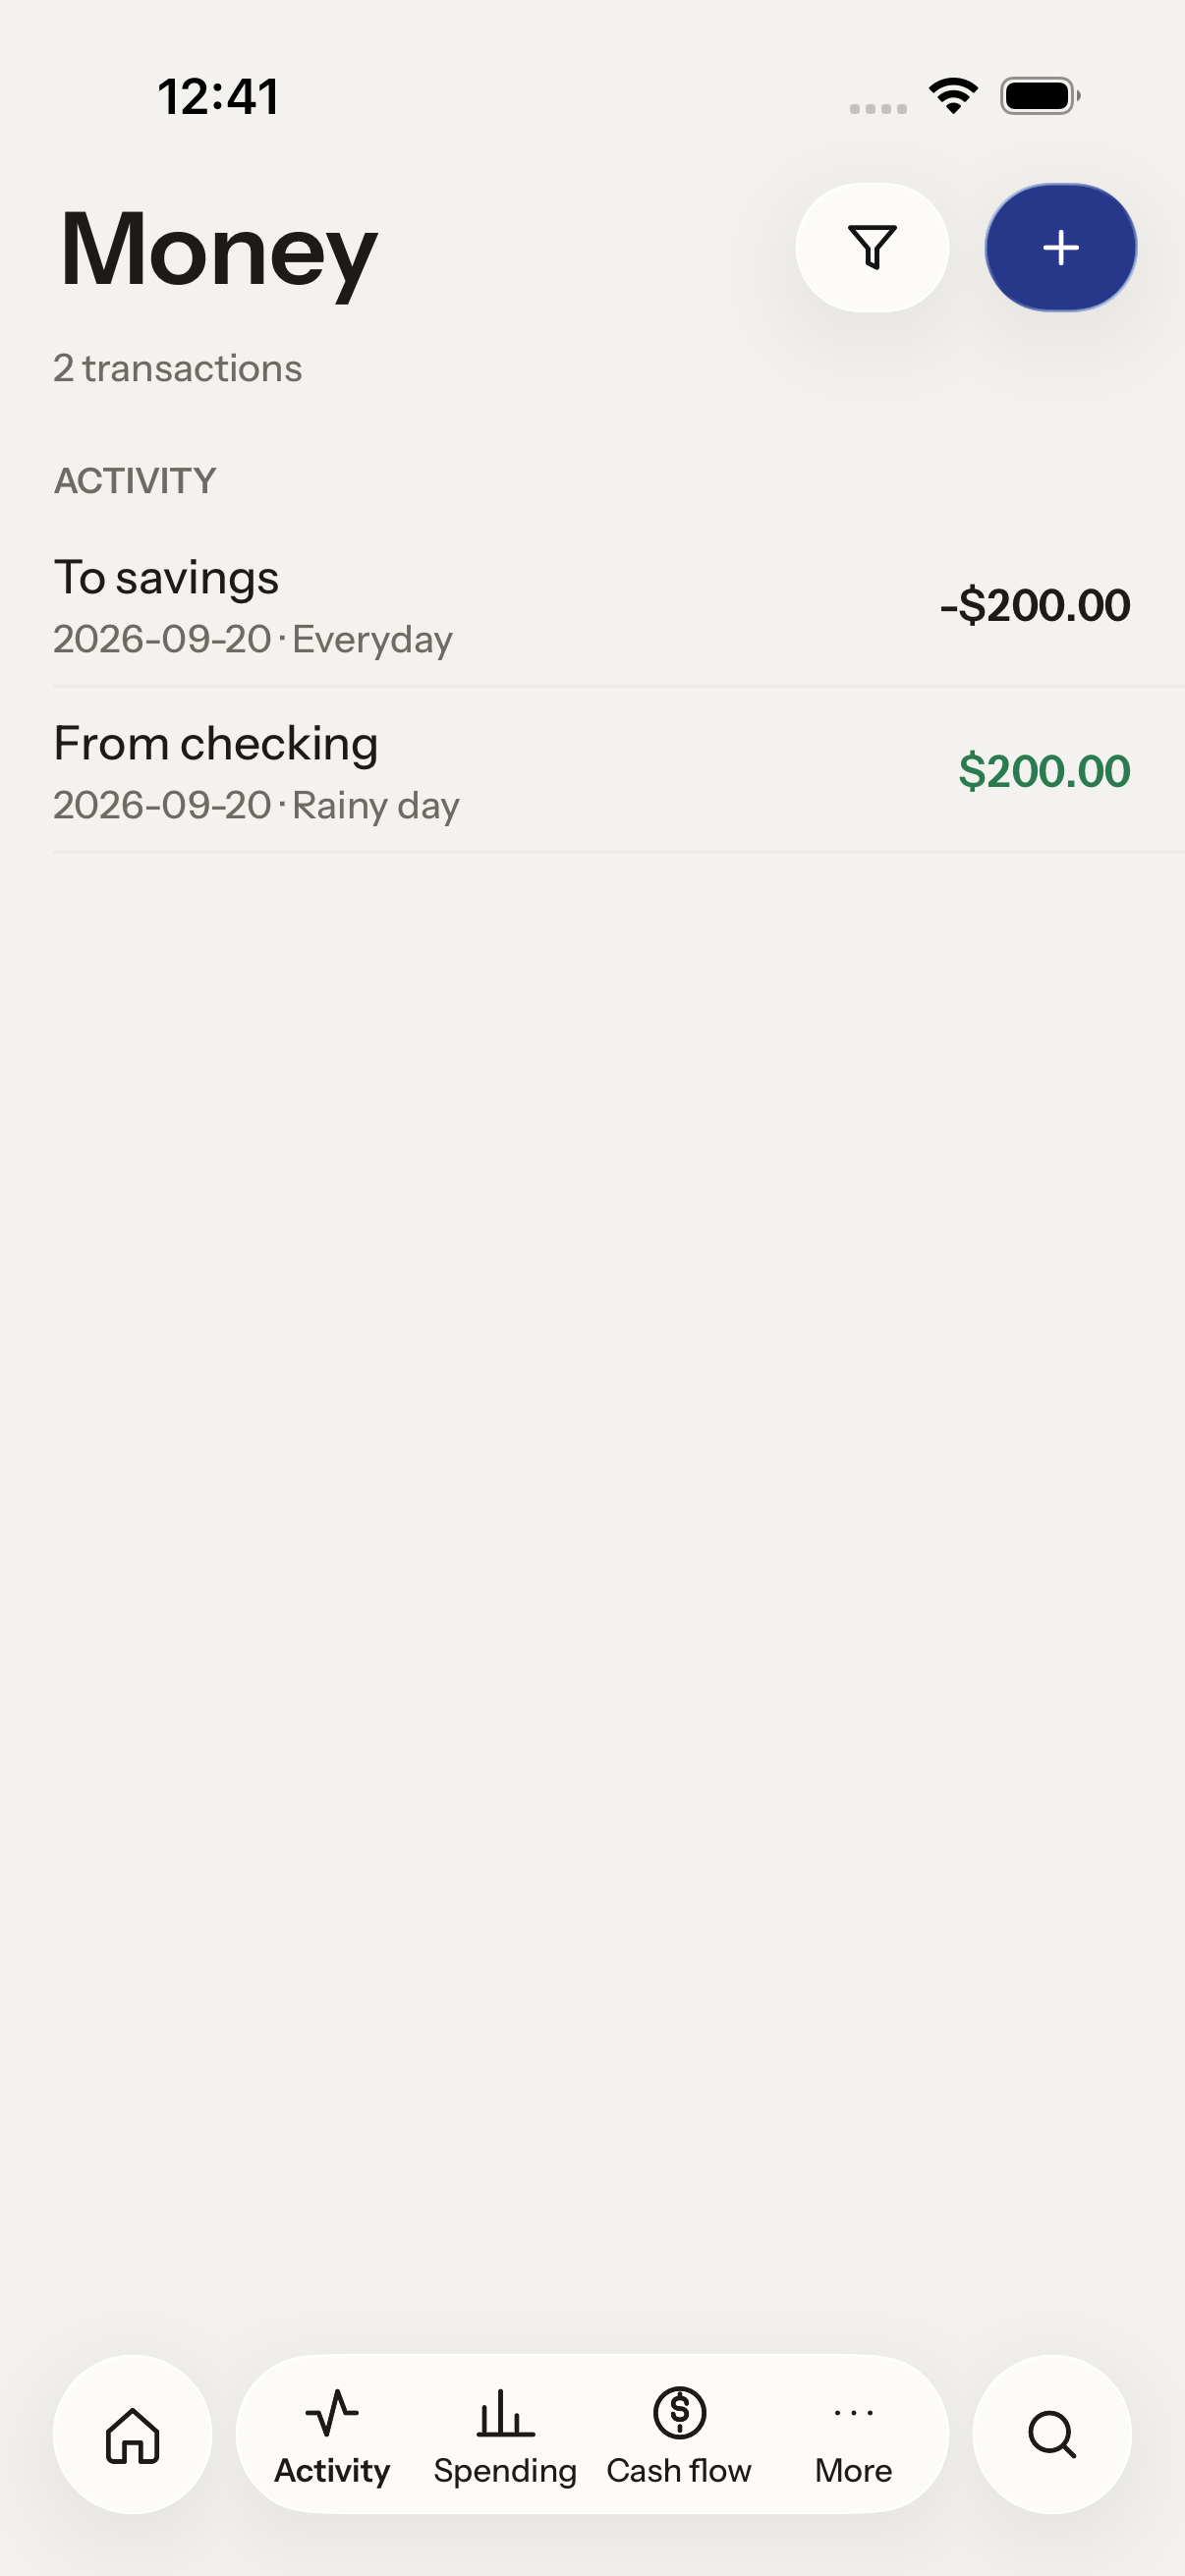 12:41
Money
2 transactions
ACTIVITY
To savings
-$200.00
2026-09-20 · Everyday
From checking
$200.00
2026-09-20 · Rainy day
Activity
Spending
Cash flow
More